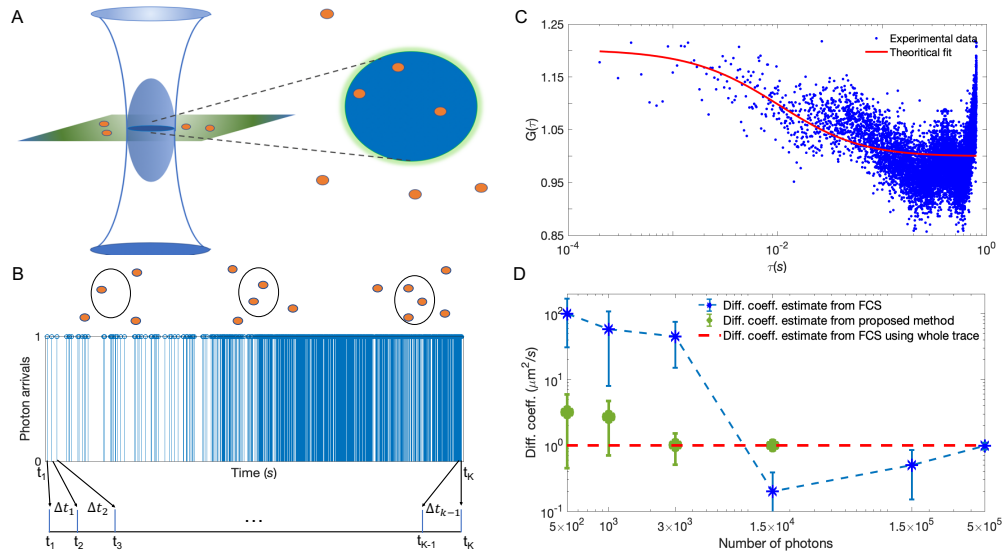 A
B
1
Photon arrivals
0
Time (s)
t1
tK
Δt1
Δt2
Δtk−1
...
t1
t2
t3
tK-1
tK
C
1.25
1.15
1.05
0.95
0.85
G(τ)
Experimental data
Theoritical fit
10^-4
10^-2
10^0
τ(s)
D
10^2
10^1
10^0
10^-1
Diff. coeff. (μm^2/s)
Diff. coeff. estimate from FCS
Diff. coeff. estimate from proposed method
Diff. coeff. estimate from FCS using whole trace
5×10^2
10^3
3×10^3
1.5×10^4
1.5×10^5
5×10^5
Number of photons